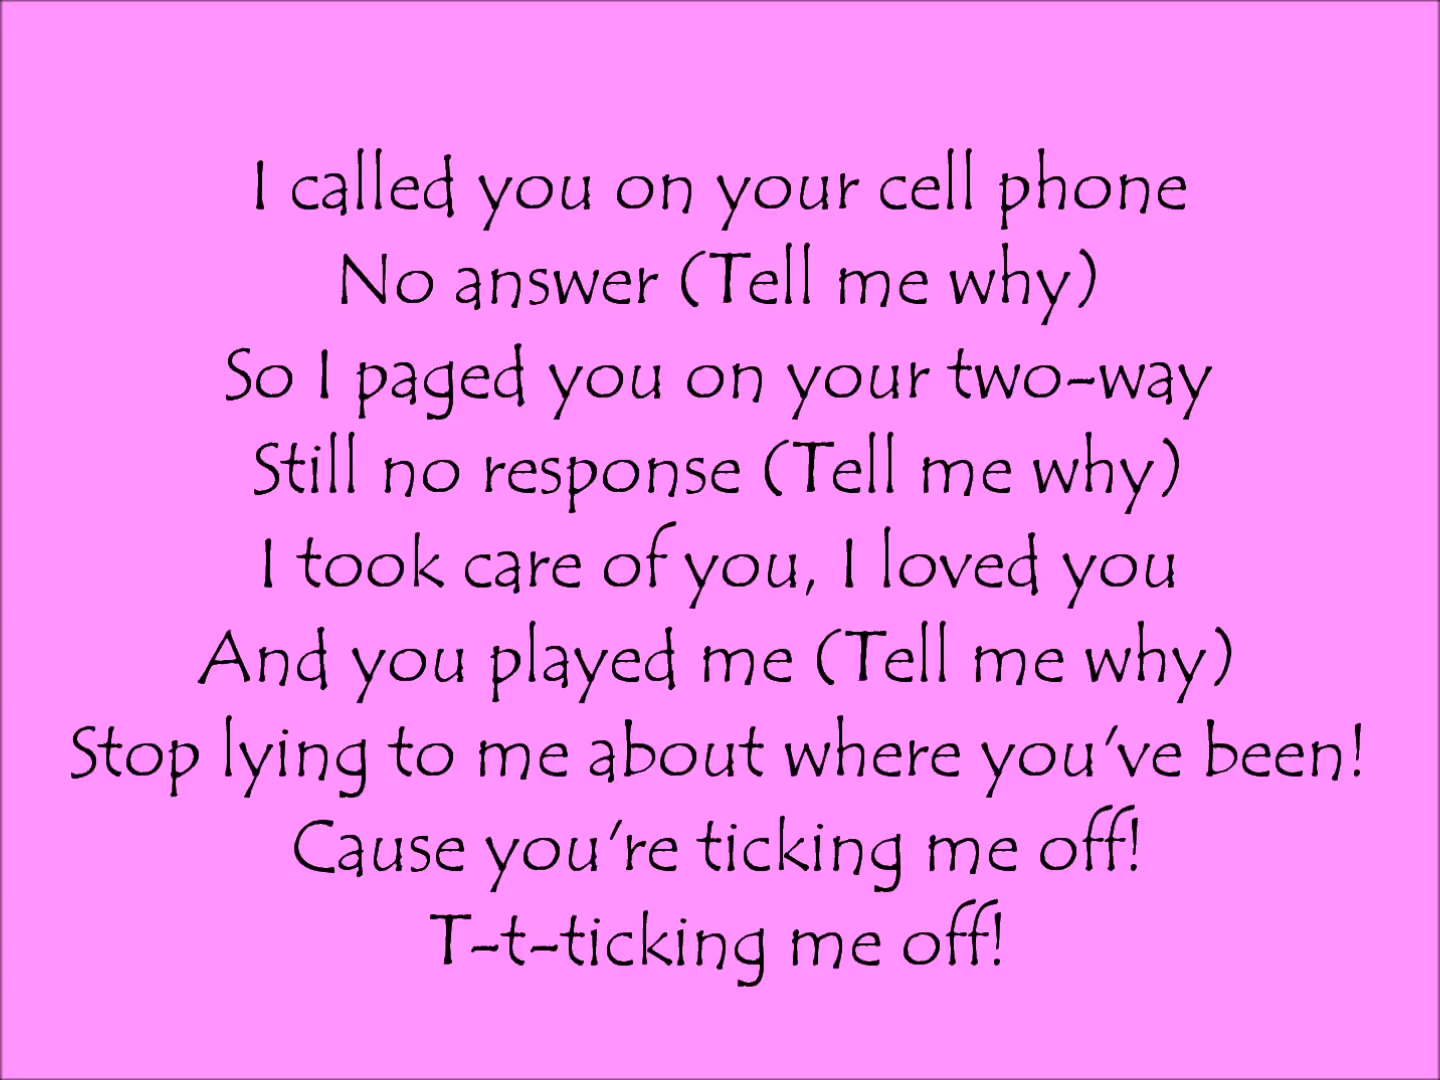 I called you on your cell phone
No answer (Tell me why)
So I paged you on your two-way
Still no response (Tell me why)
I took care of you, I loved you
And you played me (Tell me why)
Stop lying to me about where you've been!
Cause you're ticking me off!
T-t-ticking me off!